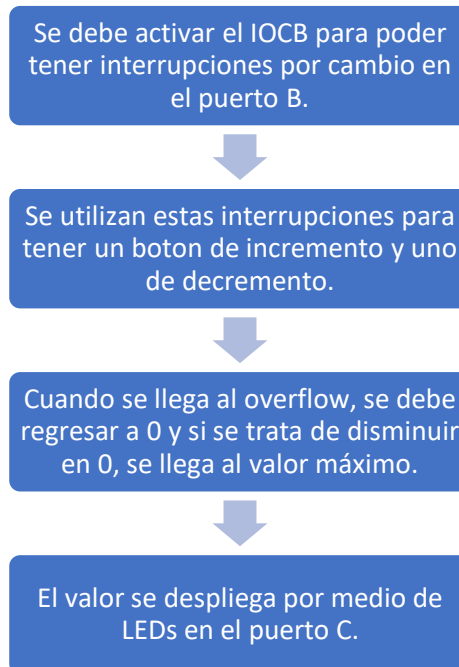 Se debe activar el IOCB para poder
tener interrupciones por cambio en
el puerto B.
Se utilizan estas interrupciones para
tener un boton de incremento y uno
de decremento.
Cuando se llega al overflow, se debe
regresar a 0 y si se trata de disminuir
en 0, se llega al valor máximo.
El valor se despliega por medio de
LEDs en el puerto C.